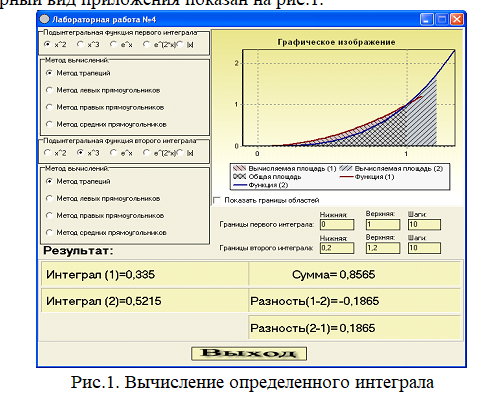 рный вид приложения показан на рис.1.
Лабораторная работа №4
Подынтегральная функция первого интеграла
x^2 x^3 e^x e^(2*x) |x|
Метод вычислений:
Метод трапеций
Метод левых прямоугольников
Метод правых прямоугольников
Метод средних прямоугольников
Подынтегральная функция второго интеграла
x^2 x^3 e^x e^(2*x) |x|
Метод вычислений:
Метод трапеций
Метод левых прямоугольников
Метод правых прямоугольников
Метод средних прямоугольников
Графическое изображение
2
1
0
0 1
Вычисляемая площадь (1) Вычисляемая площадь (2)
Общая площадь Функция (1)
Функция (2)
Показать границы областей
Нижняя: Верхняя: Шаги:
Границы первого интеграла: 0 1 10
Нижняя: Верхняя: Шаги:
Границы второго интеграла: 0,2 1,2 10
Результат:
Интеграл (1)=0,335 Сумма= 0,8565
Интеграл (2)=0,5215 Разность(1-2)=-0,1865
Разность(2-1)=0,1865
Выход
Рис.1. Вычисление определенного интеграла